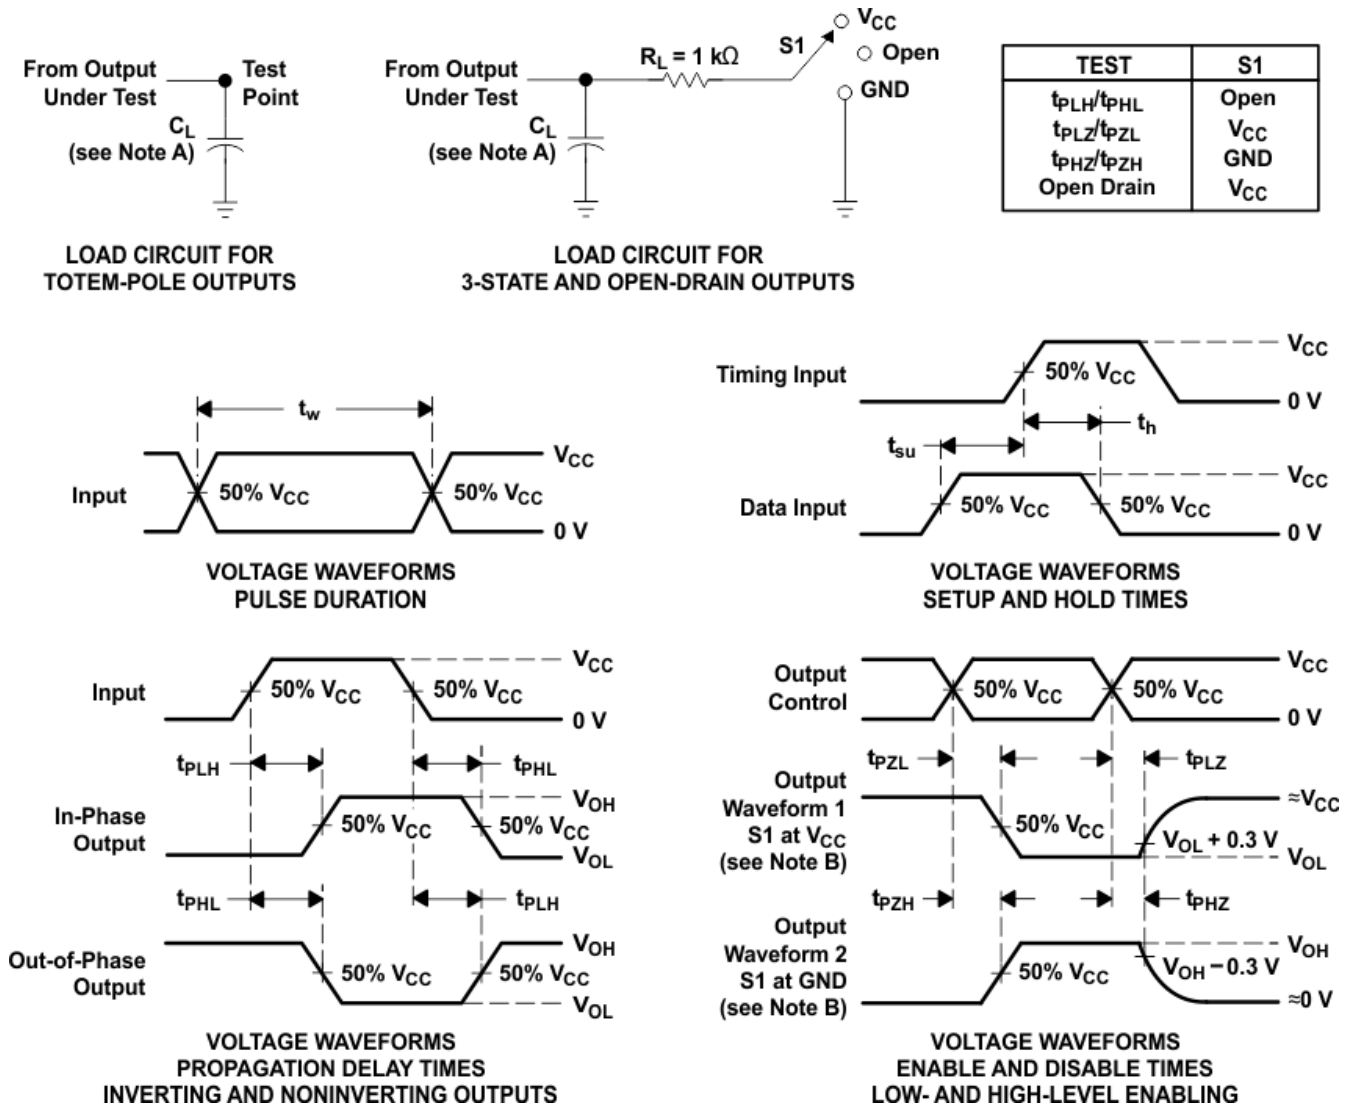 From Output
Under Test
Test
Point
CL
(see Note A)
LOAD CIRCUIT FOR
TOTEM-POLE OUTPUTS
From Output
Under Test
RL = 1 kΩ
S1
VCC
Open
GND
CL
(see Note A)
LOAD CIRCUIT FOR
3-STATE AND OPEN-DRAIN OUTPUTS
TEST S1
tPLH/tPHL Open
tPLZ/tPZL VCC
tPHZ/tPZH GND
Open Drain VCC
tw
Input
50% VCC
50% VCC
VCC
0 V
VOLTAGE WAVEFORMS
PULSE DURATION
Timing Input
50% VCC
VCC
0 V
tsu
th
Data Input
50% VCC
50% VCC
VCC
0 V
VOLTAGE WAVEFORMS
SETUP AND HOLD TIMES
Input
50% VCC
50% VCC
VCC
0 V
tPLH
tPHL
In-Phase
Output
50% VCC
50% VCC
VOH
VOL
tPHL
tPLH
Out-of-Phase
Output
50% VCC
50% VCC
VOH
VOL
VOLTAGE WAVEFORMS
PROPAGATION DELAY TIMES
INVERTING AND NONINVERTING OUTPUTS
Output
Control
50% VCC
50% VCC
VCC
0 V
tPZL
tPLZ
Output
Waveform 1
S1 at VCC
(see Note B)
50% VCC
VOL + 0.3 V
≈VCC
VOL
tPZH
tPHZ
Output
Waveform 2
S1 at GND
(see Note B)
50% VCC
VOH − 0.3 V
VOH
≈0 V
VOLTAGE WAVEFORMS
ENABLE AND DISABLE TIMES
LOW- AND HIGH-LEVEL ENABLING